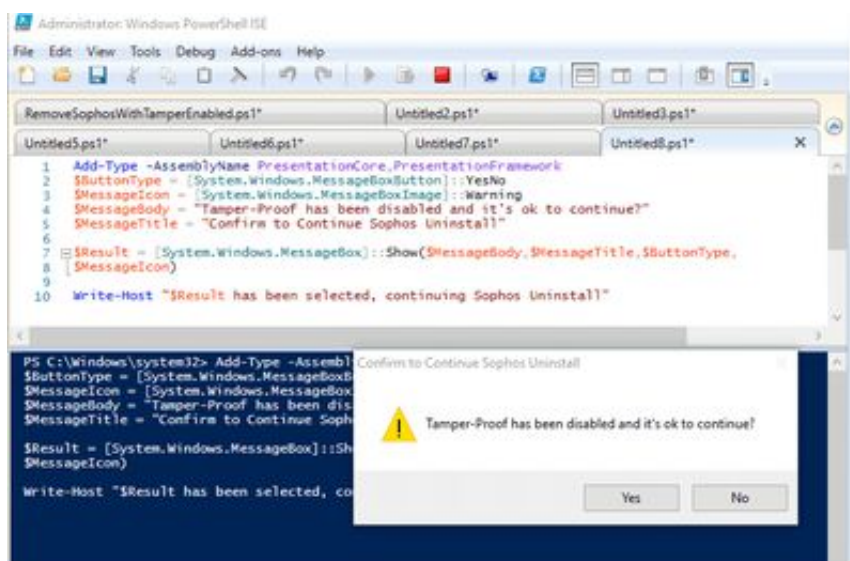 Administrator: Windows PowerShell ISE
File Edit View Tools Debug Add-ons Help
RemoveSophosWithTamperEnabled.ps1* Untitled2.ps1* Untitled3.ps1*
Untitled5.ps1* Untitled6.ps1* Untitled7.ps1* Untitled8.ps1* X
1 Add-Type -AssemblyName PresentationCore,PresentationFramework
2 $ButtonType = [System.Windows.MessageBoxButton]::YesNo
3 $MessageIcon = [System.Windows.MessageBoxImage]::Warning
4 $MessageBody = "Tamper-Proof has been disabled and it's ok to continue?"
5 $MessageTitle = "Confirm to Continue Sophos Uninstall"
6
7 $Result = [System.Windows.MessageBox]::Show($MessageBody,$MessageTitle,$ButtonType,
8 $MessageIcon)
9
10 Write-Host "$Result has been selected, continuing Sophos Uninstall"
PS C:\Windows\system32> Add-Type -Assembl
$ButtonType = [System.Windows.MessageBoxB
$MessageIcon = [System.Windows.MessageBox
$MessageBody = "Tamper-Proof has been dis
$MessageTitle = "Confirm to Continue Soph
$Result = [System.Windows.MessageBox]::Sh
$MessageIcon)
Write-Host "$Result has been selected, co
Confirm to Continue Sophos Uninstall
Tamper-Proof has been disabled and it's ok to continue?
Yes No